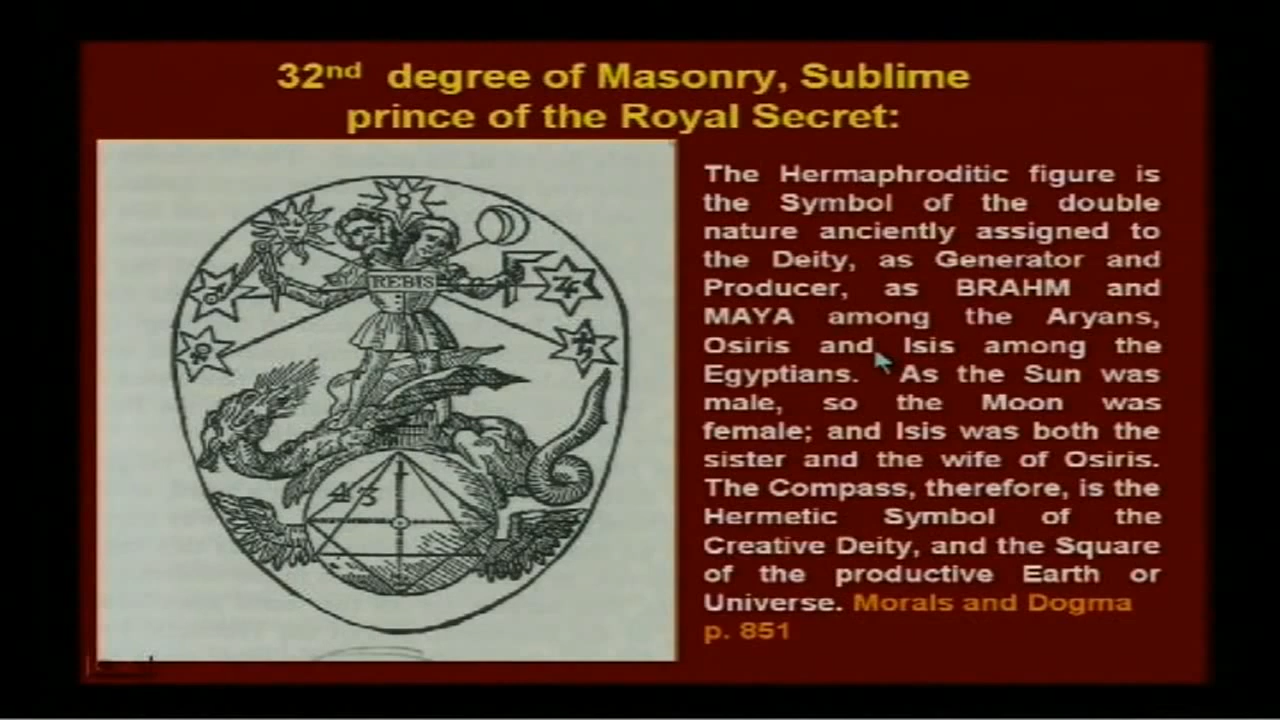 32nd degree of Masonry, Sublime
prince of the Royal Secret:
REBIS
43
The Hermaphroditic figure is
the Symbol of the double
nature anciently assigned to
the Deity, as Generator and
Producer, as BRAHM and
MAYA among the Aryans,
Osiris and Isis among the
Egyptians. As the Sun was
male, so the Moon was
female; and Isis was both the
sister and the wife of Osiris.
The Compass, therefore, is the
Hermetic Symbol of the
Creative Deity, and the Square
of the productive Earth or
Universe. Morals and Dogma
p. 851